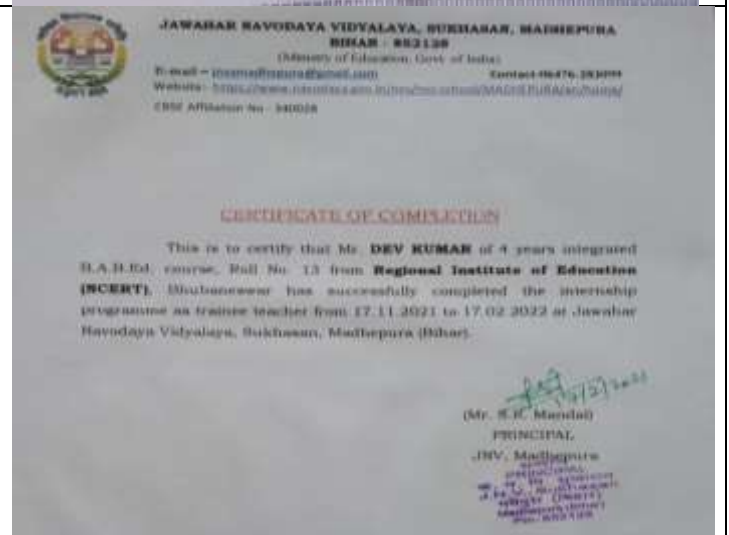 JAWAHAR NAVODAYA VIDYALAYA, SUKHASAN, MADHEPURA
BIHAR - 852128
(Ministry of Education, Govt. of India)
E-mail –
Website:-
CBSE Affiliation No - 340028
CERTIFICATE OF COMPLETION
This is to certify that Mr. DEV KUMAR of 4 years integrated
B.A.B.Ed. course, Roll No. 13 from Regional Institute of Education
(NCERT), Bhubaneswar has successfully completed the internship
programme as trainee teacher from 17.11.2021 to 17.02.2022 at Jawahar
Navodaya Vidyalaya, Sukhasan, Madhepura (Bihar).
(Mr. Mandal)
PRINCIPAL
JNV, Madhepura